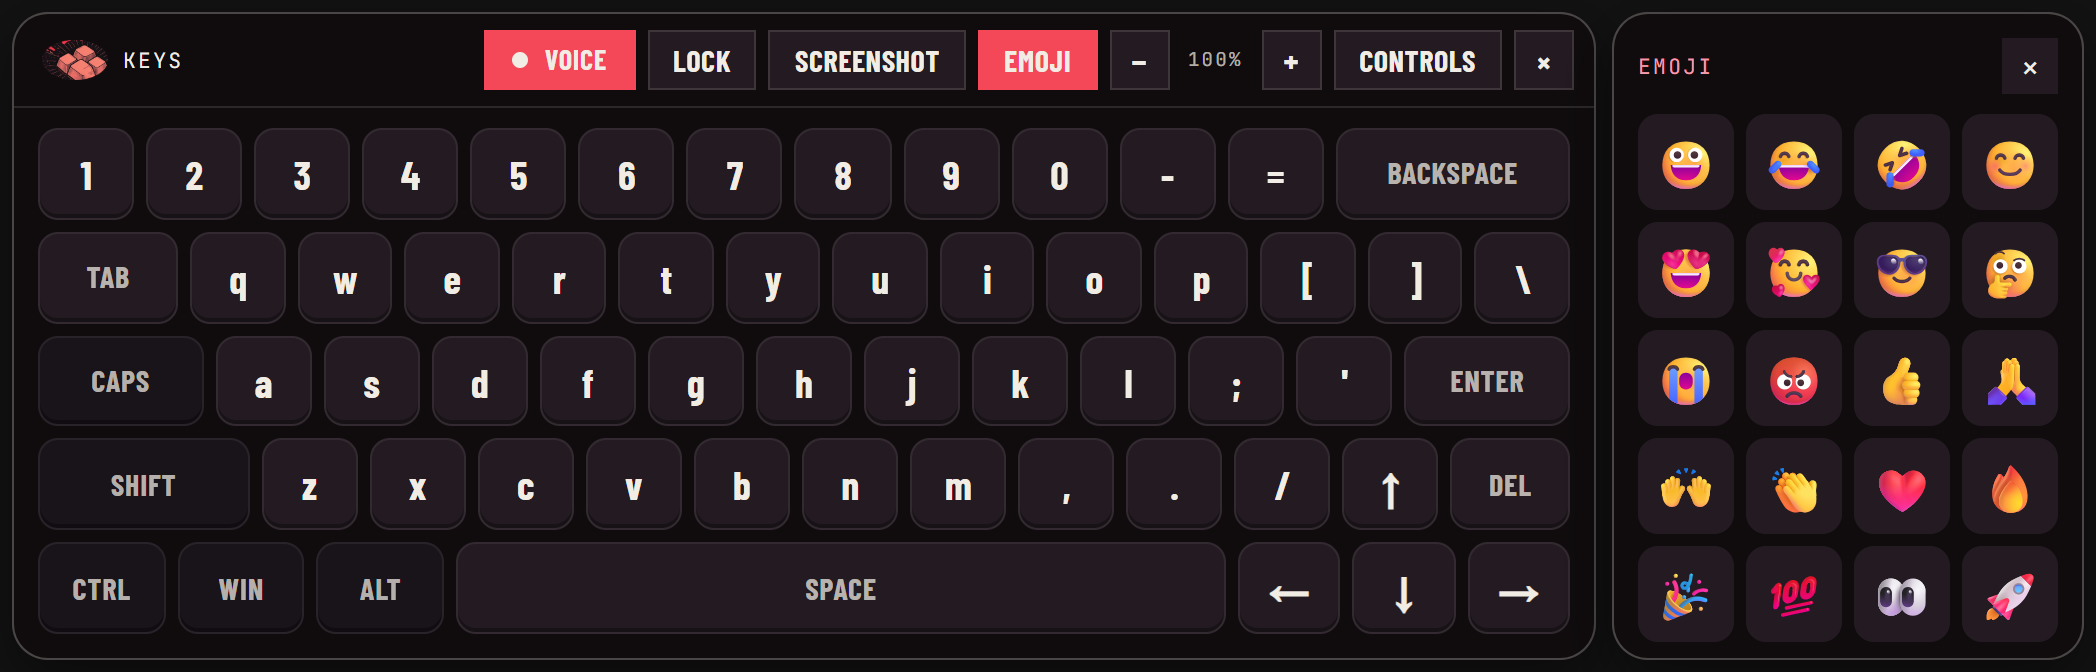 KEYS VOICE LOCK SCREENSHOT EMOJI − 100% + CONTROLS ×
1 2 3 4 5 6 7 8 9 0 - = BACKSPACE
TAB q w e r t y u i o p [ ] \
CAPS a s d f g h j k l ; ' ENTER
SHIFT z x c v b n m , . / ↑ DEL
CTRL WIN ALT SPACE ← ↓ →
EMOJI ×
😀 😂 🤣 😊
😍 🥰 😎 🤔
😭 😡 👍 🙏
🙌 👏 ❤️ 🔥
🎉 💯 👀 🚀